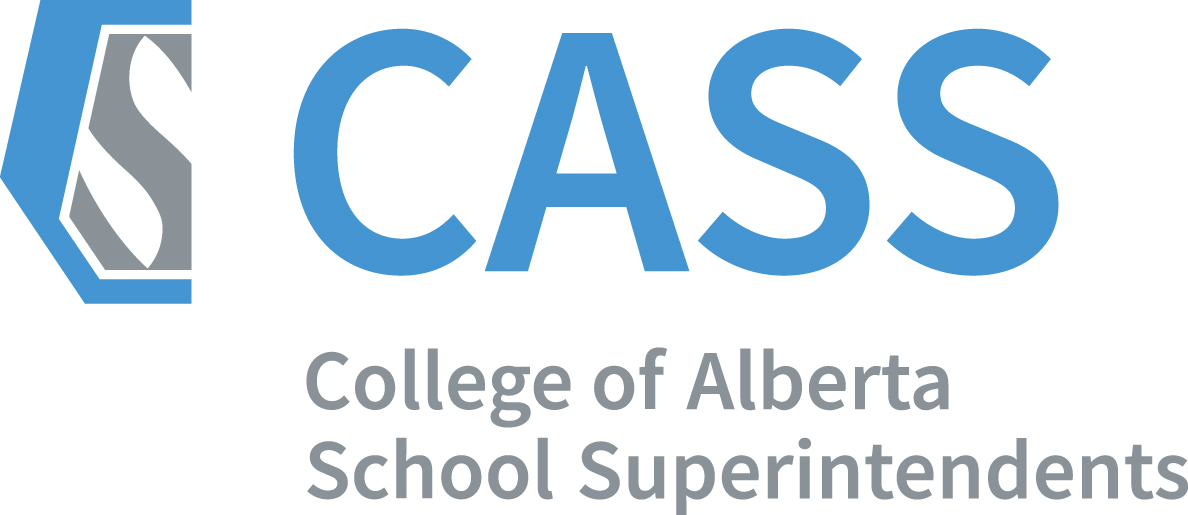 CASS
College of Alberta
School Superintendents